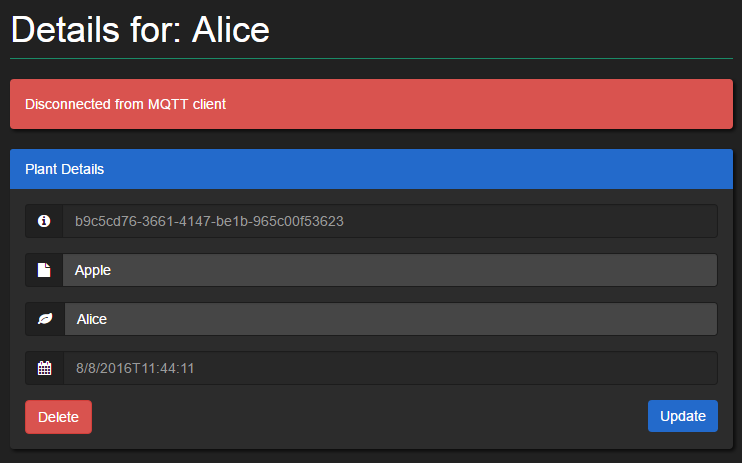 Details for: Alice
Disconnected from MQTT client
Plant Details
b9c5cd76-3661-4147-be1b-965c00f53623
Apple
Alice
8/8/2016T11:44:11
Delete
Update